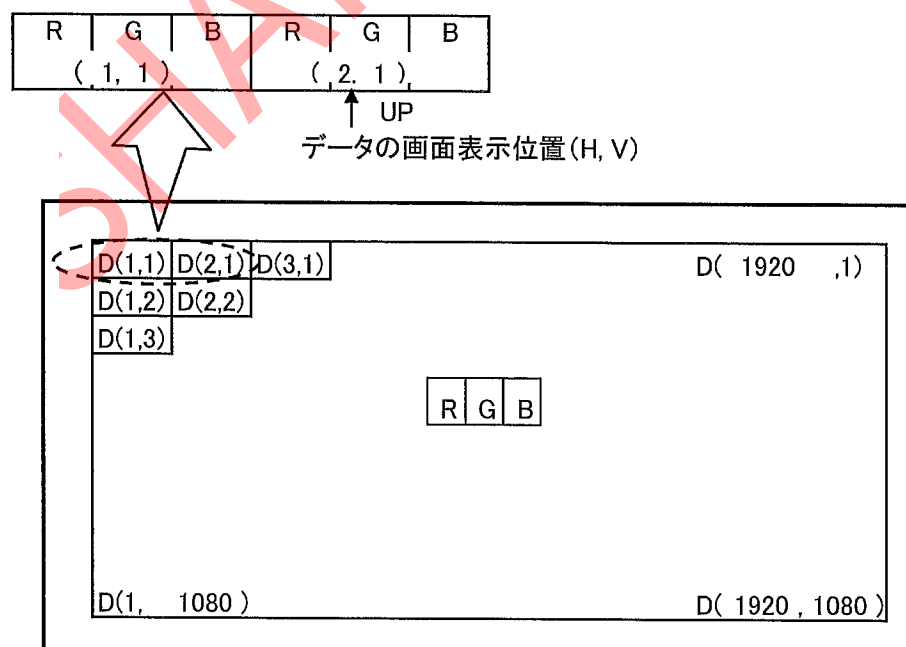 R G B R G B
( 1, 1 ) ( 2. 1 )
UP
データの画面表示位置(H, V)
D(1,1) D(2,1) D(3,1) D( 1920 ,1)
D(1,2) D(2,2)
D(1,3)
R G B
D(1, 1080 ) D( 1920 , 1080 )